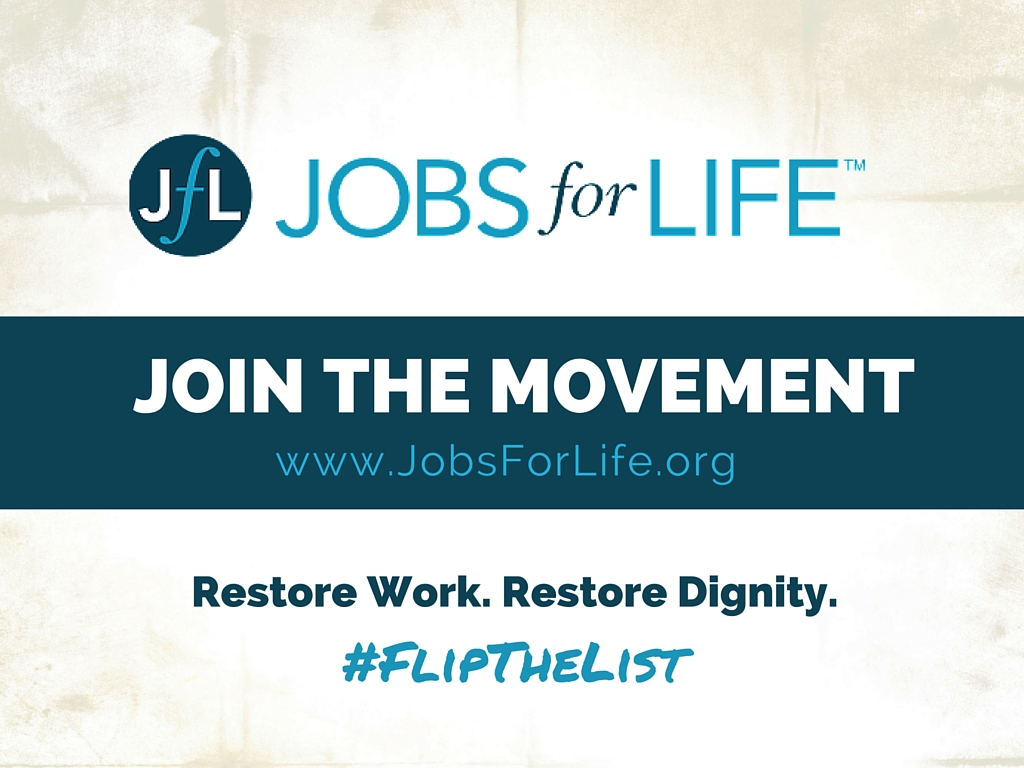 JfL JOBS for LIFE™
JOIN THE MOVEMENT
www.JobsForLife.org
Restore Work. Restore Dignity.
#FlipTheList